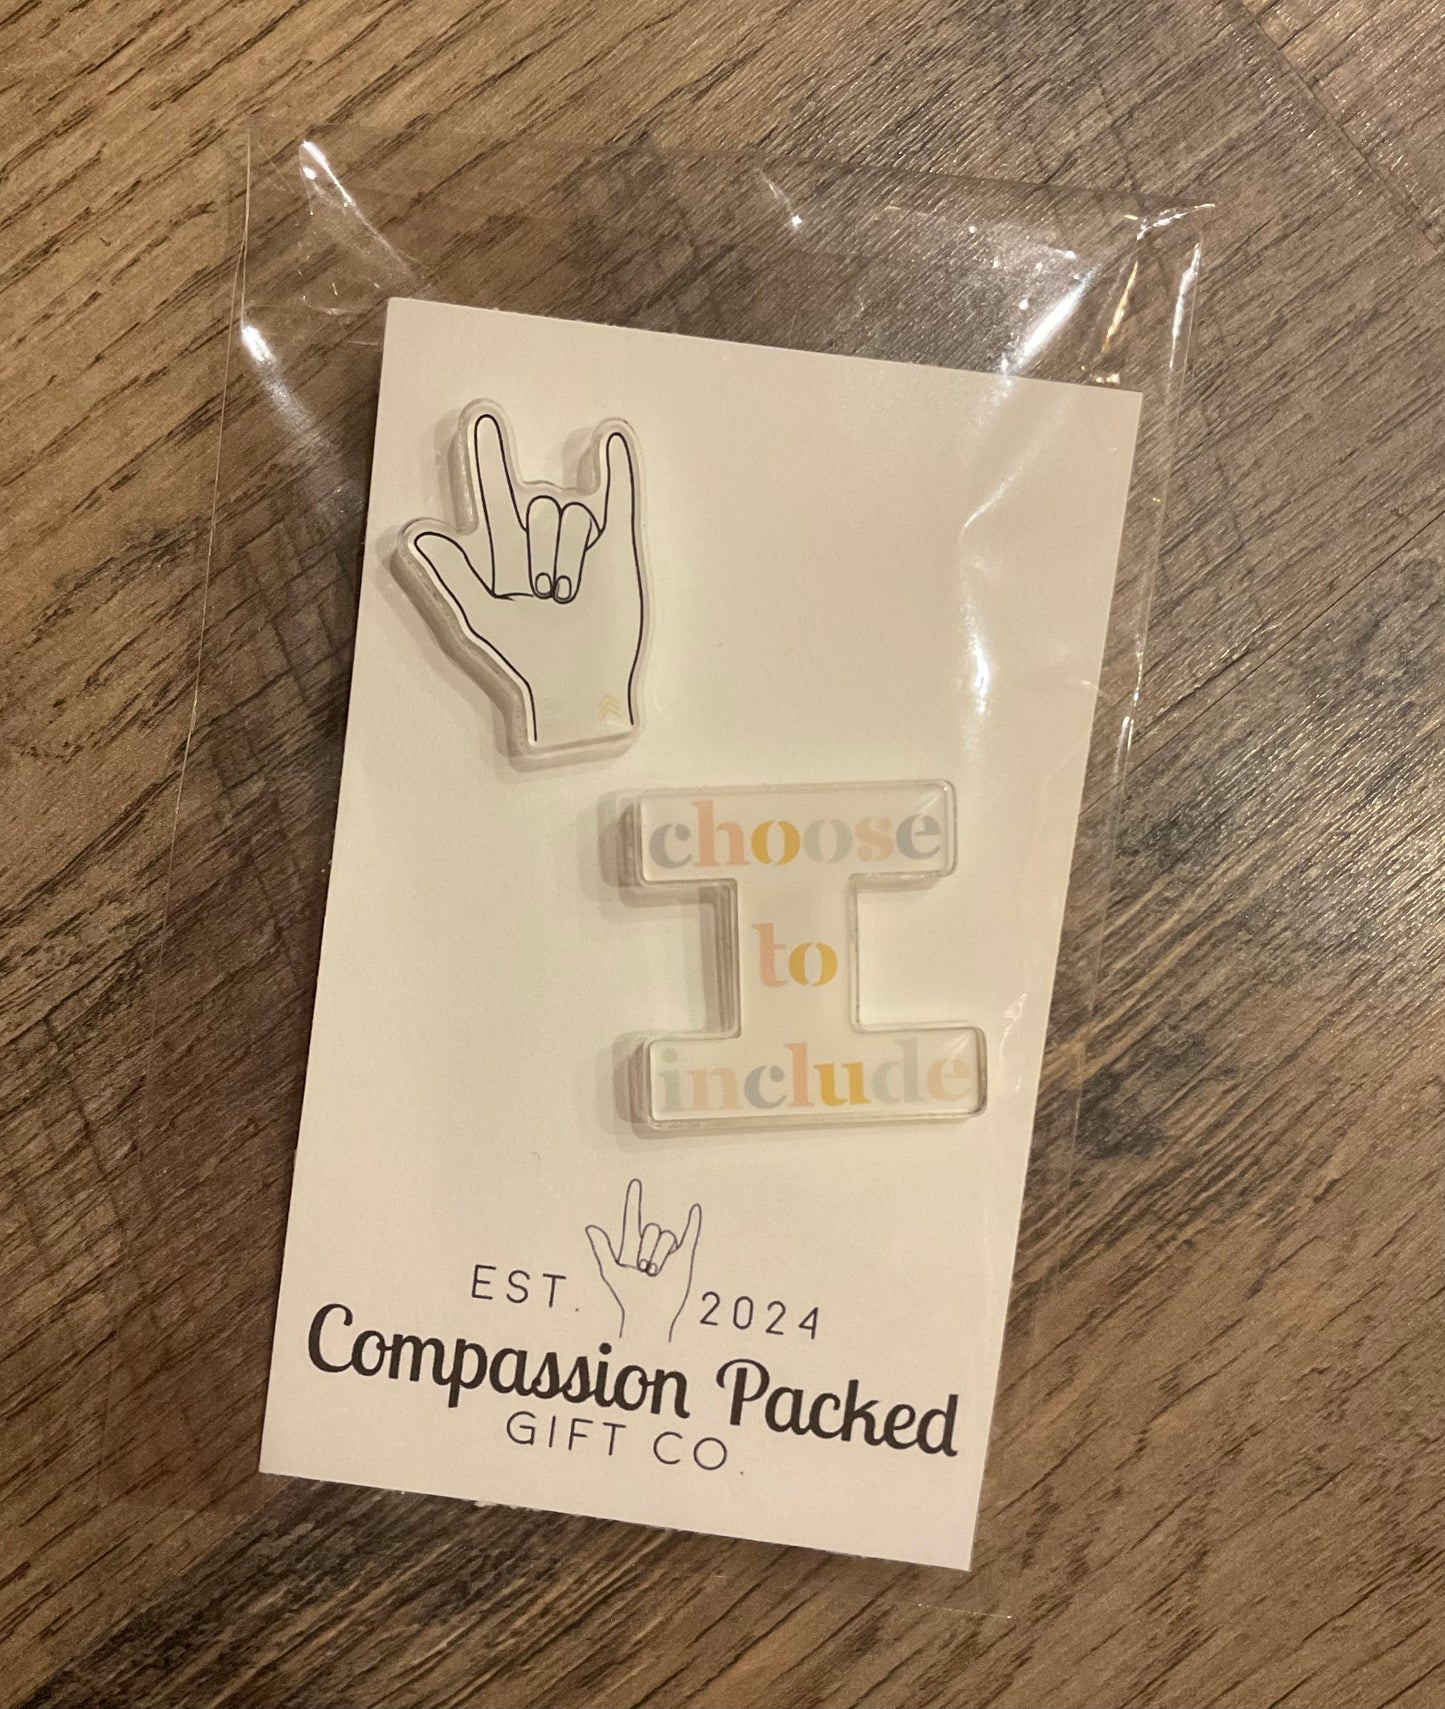 choose
to
include
EST. 2024
Compassion Packed
GIFT CO.